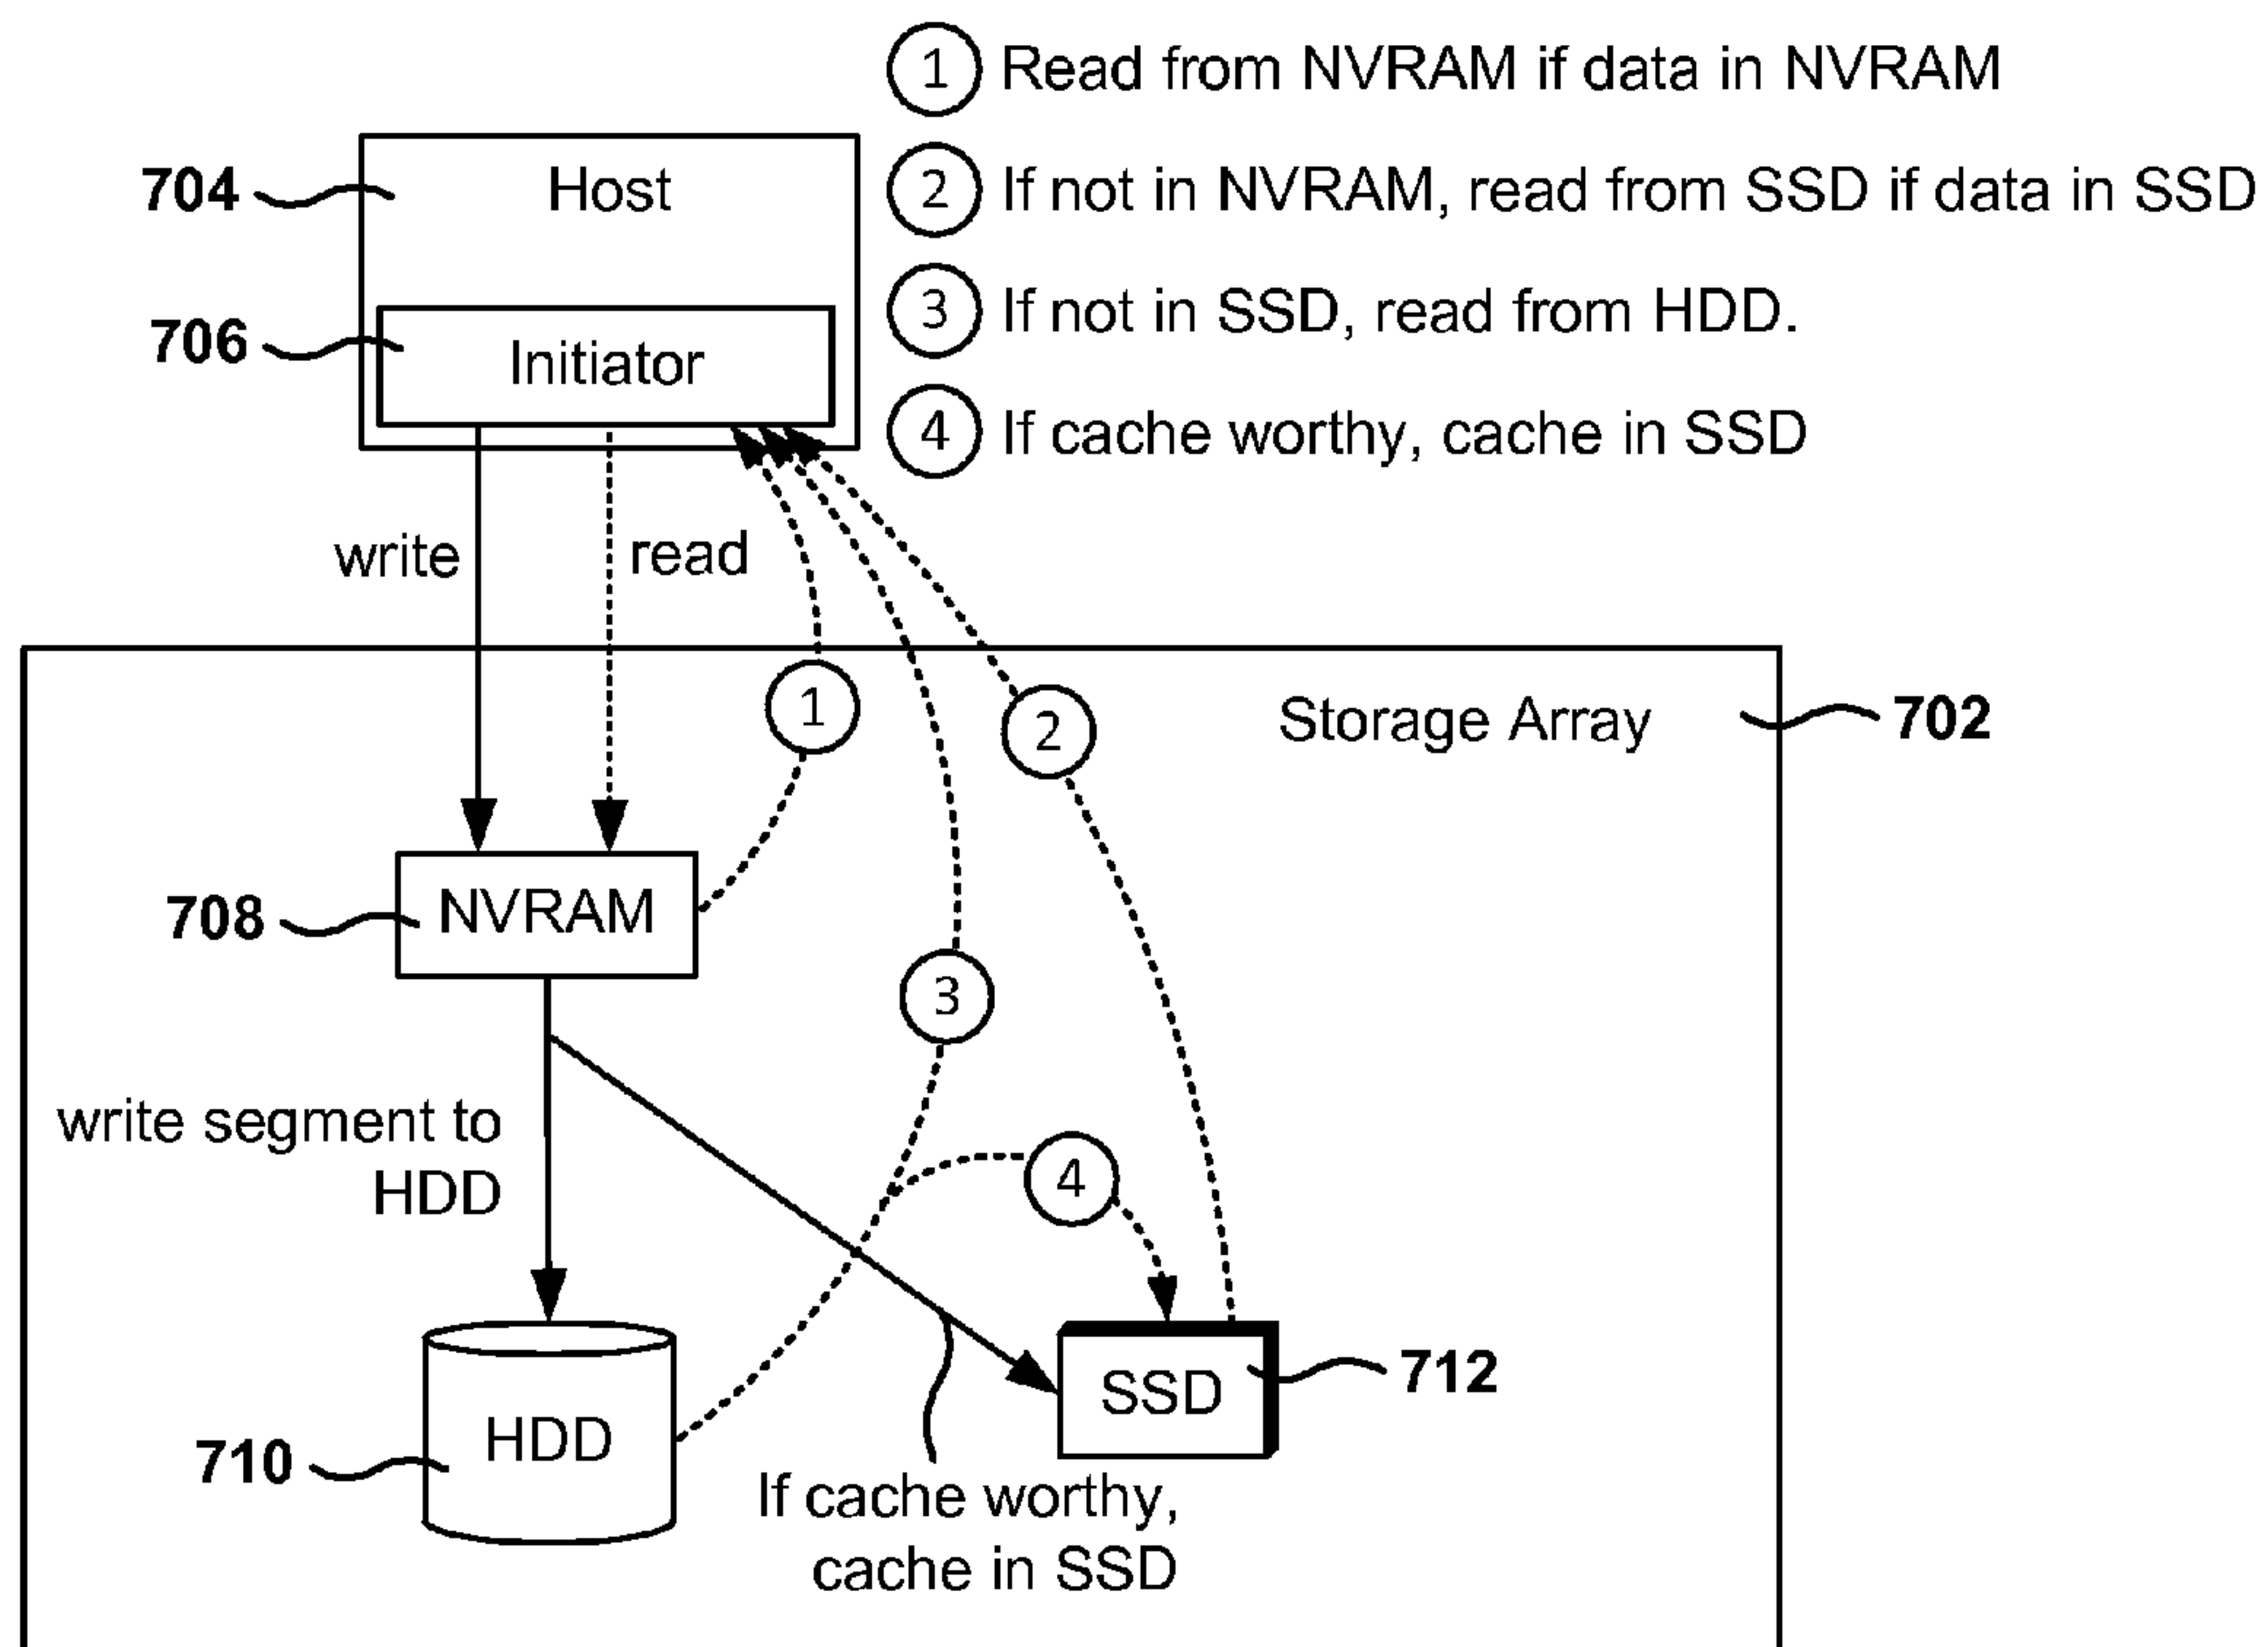 ① Read from NVRAM if data in NVRAM
② If not in NVRAM, read from SSD if data in SSD
③ If not in SSD, read from HDD.
④ If cache worthy, cache in SSD
704
Host
706
Initiator
write
read
1
2
Storage Array
702
708
NVRAM
3
write segment to
HDD
4
710
HDD
SSD
712
If cache worthy,
cache in SSD